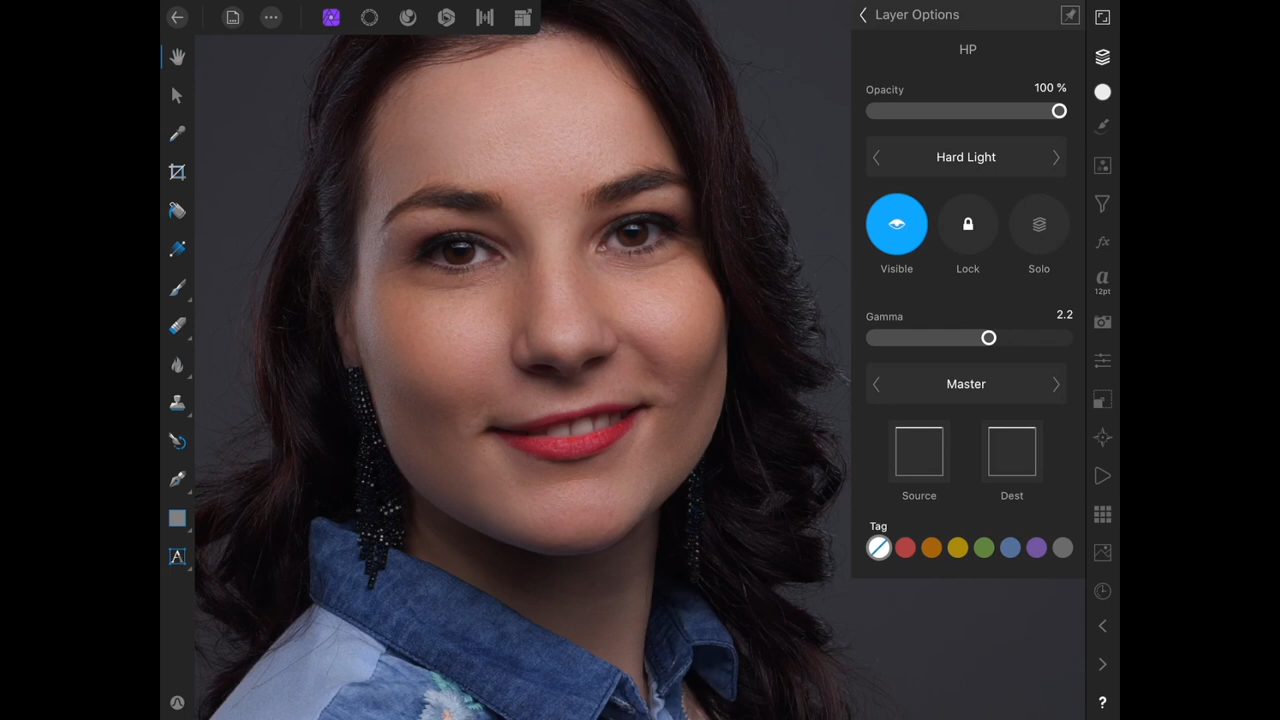 Layer Options
HP
Opacity
100 %
Hard Light
Visible
Lock
Solo
Gamma
2.2
Master
Source
Dest
Tag
a
12pt
A
?